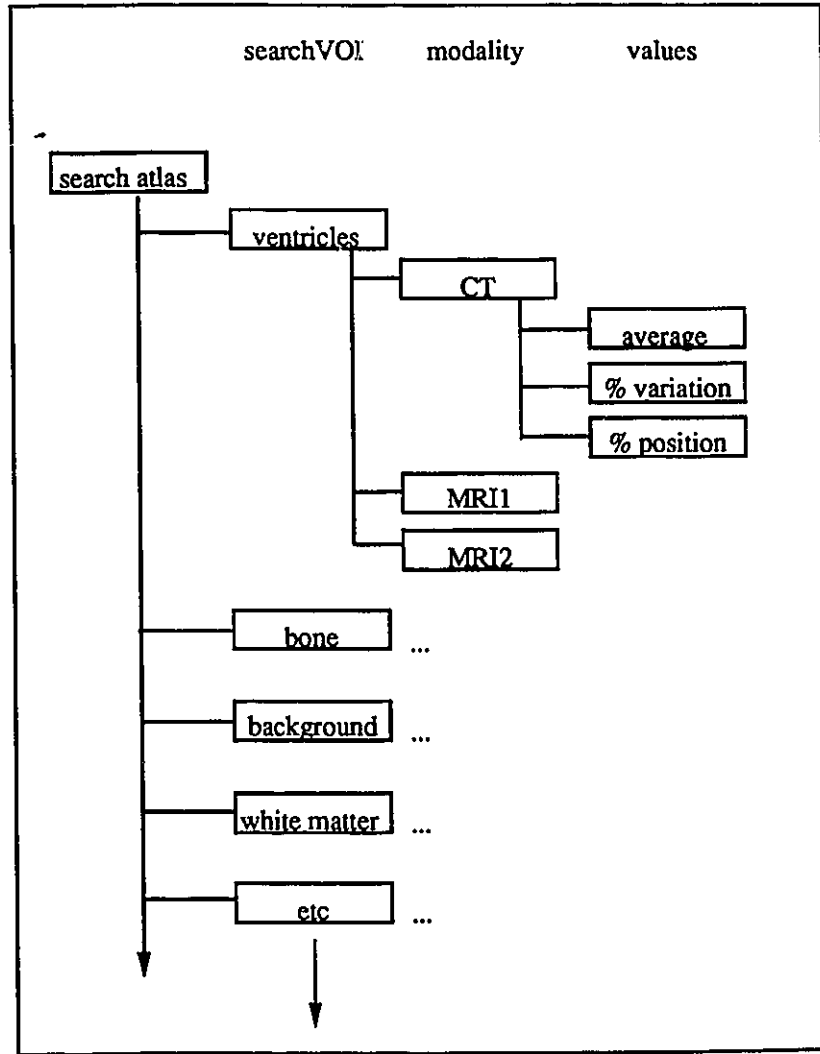 searchVOI modality values
search atlas
ventricles
CT
average
% variation
% position
MRI1
MRI2
bone ...
background ...
white matter ...
etc ...